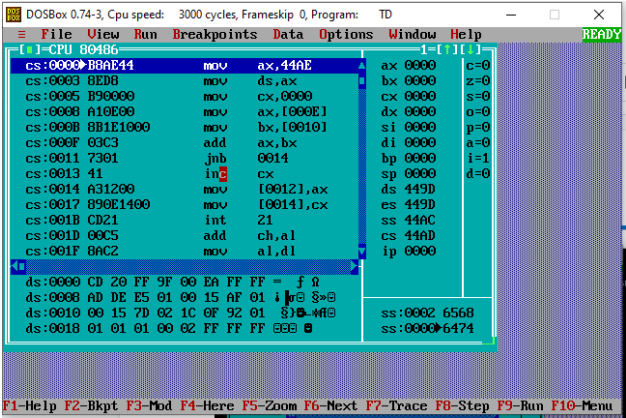 DOSBox 0.74-3, Cpu speed: 3000 cycles, Frameskip 0, Program: TD
≡ File View Run Breakpoints Data Options Window Help READY
[■]=CPU 80486 1=[↑][↓]
cs:0000►B8AE44 mov ax,44AE ax 0000 c=0
cs:0003 8ED8 mov ds,ax bx 0000 z=0
cs:0005 B90000 mov cx,0000 cx 0000 s=0
cs:0008 A10E00 mov ax,[000E] dx 0000 o=0
cs:000B 8B1E1000 mov bx,[0010] si 0000 p=0
cs:000F 03C3 add ax,bx di 0000 a=0
cs:0011 7301 jnb 0014 bp 0000 i=1
cs:0013 41 inc cx sp 0000 d=0
cs:0014 A31200 mov [0012],ax ds 449D
cs:0017 890E1400 mov [0014],cx es 449D
cs:001B CD21 int 21 ss 44AC
cs:001D 00C5 add ch,al cs 44AD
cs:001F 8AC2 mov al,dl ip 0000
ds:0000 CD 20 FF 9F 00 EA FF FF = ƒ Ω
ds:0008 AD DE E5 01 00 15 AF 01
ds:0010 00 15 7D 02 1C 0F 92 01 ss:0002 6568
ds:0018 01 01 01 00 02 FF FF FF ss:0000►6474
F1-Help F2-Bkpt F3-Mod F4-Here F5-Zoom F6-Next F7-Trace F8-Step F9-Run F10-Menu